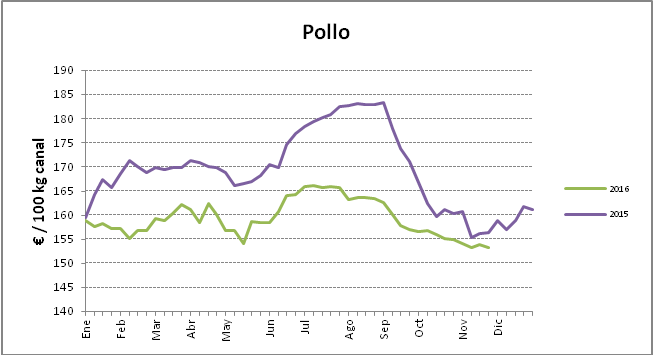 Pollo
€ / 100 kg canal
190
185
180
175
170
165
160
155
150
145
140
Ene
Feb
Mar
Abr
May
Jun
Jul
Ago
Sep
Oct
Nov
Dic
2016
2015